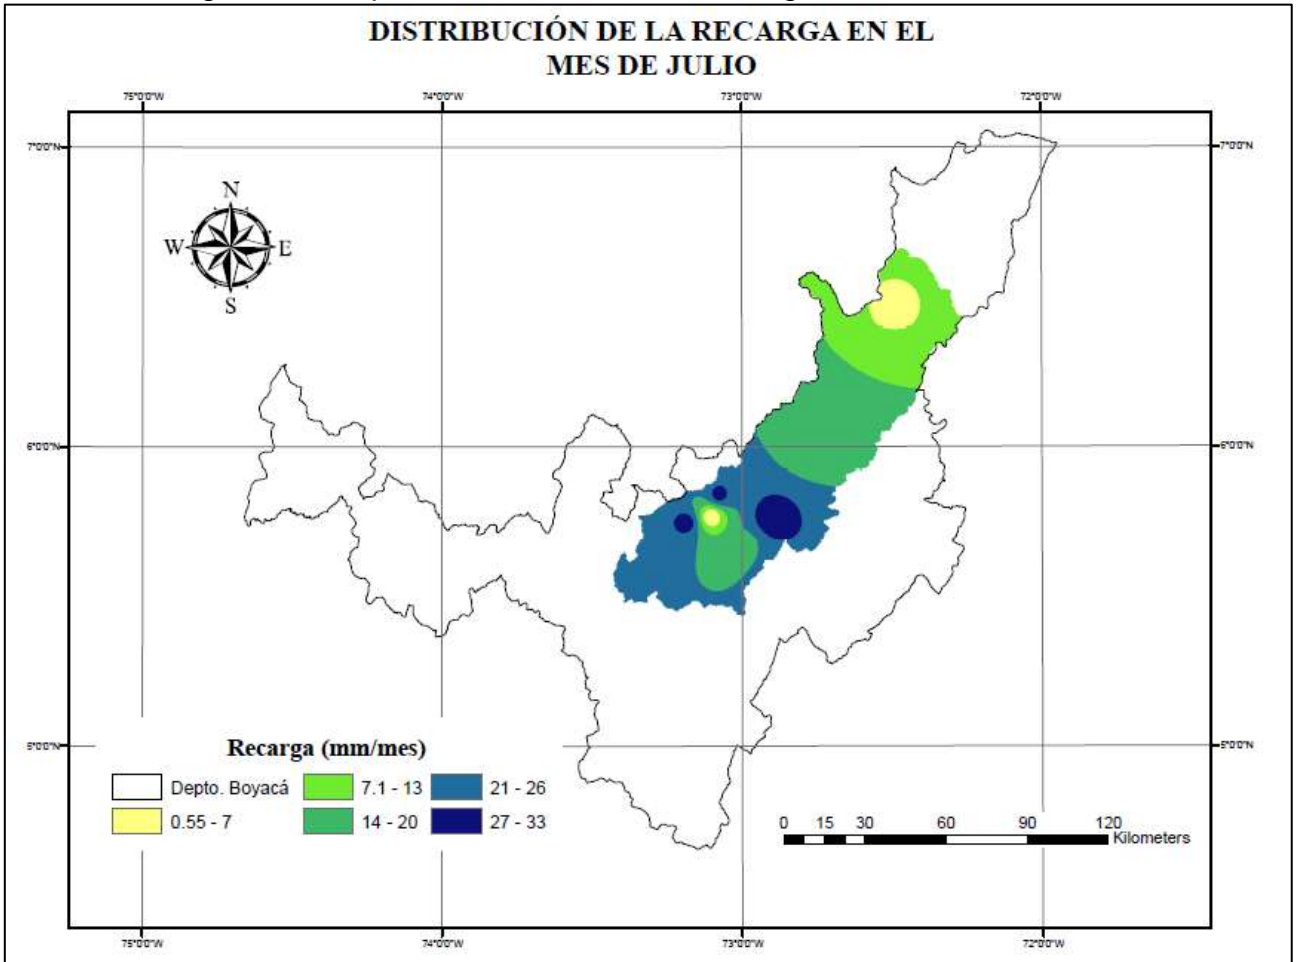 DISTRIBUCIÓN DE LA RECARGA EN EL
MES DE JULIO
75°0'0"W 74°0'0"W 73°0'0"W 72°0'0"W
7°0'0"N 7°0'0"N
N
W E
S
6°0'0"N 6°0'0"N
5°0'0"N 5°0'0"N
Recarga (mm/mes)
Depto. Boyacá 7.1 - 13 21 - 26
0.55 - 7 14 - 20 27 - 33
0 15 30 60 90 120
Kilometers
75°0'0"W 74°0'0"W 73°0'0"W 72°0'0"W